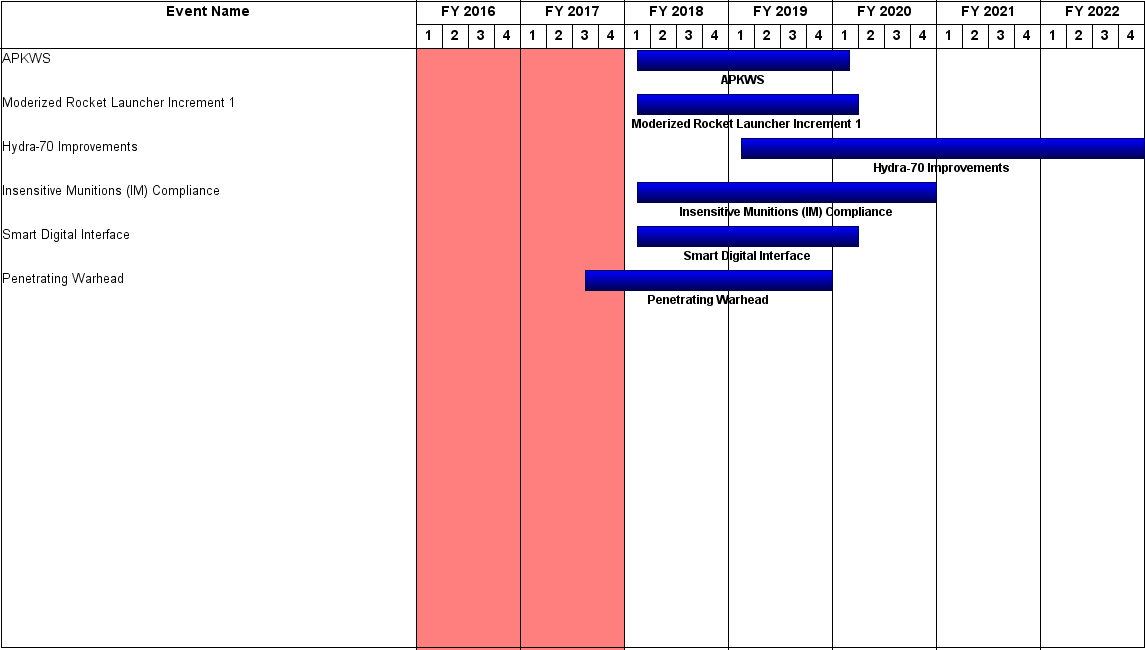 Event Name FY 2016 FY 2017 FY 2018 FY 2019 FY 2020 FY 2021 FY 2022
1 2 3 4 1 2 3 4 1 2 3 4 1 2 3 4 1 2 3 4 1 2 3 4 1 2 3 4
APKWS
APKWS
Moderized Rocket Launcher Increment 1
Moderized Rocket Launcher Increment 1
Hydra-70 Improvements
Hydra-70 Improvements
Insensitive Munitions (IM) Compliance
Insensitive Munitions (IM) Compliance
Smart Digital Interface
Smart Digital Interface
Penetrating Warhead
Penetrating Warhead